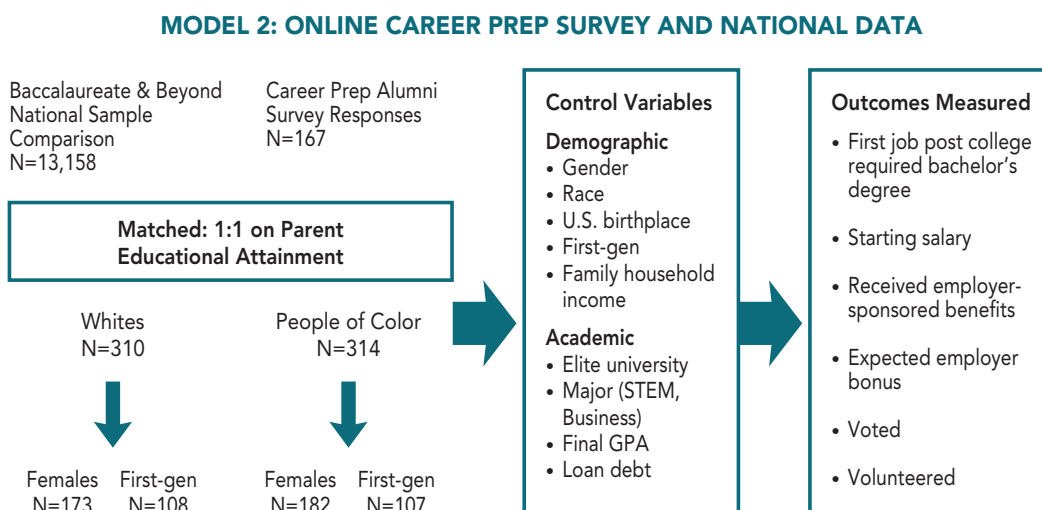 MODEL 2: ONLINE CAREER PREP SURVEY AND NATIONAL DATA
Baccalaureate & Beyond
National Sample
Comparison
N=13,158
Career Prep Alumni
Survey Responses
N=167
Matched: 1:1 on Parent
Educational Attainment
Whites
N=310
People of Color
N=314
Females
N=173
First-gen
N=108
Females
N=182
First-gen
N=107
Control Variables
Demographic
• Gender
• Race
• U.S. birthplace
• First-gen
• Family household
income
Academic
• Elite university
• Major (STEM,
Business)
• Final GPA
• Loan debt
Outcomes Measured
• First job post college
required bachelor's
degree
• Starting salary
• Received employer-
sponsored benefits
• Expected employer
bonus
• Voted
• Volunteered